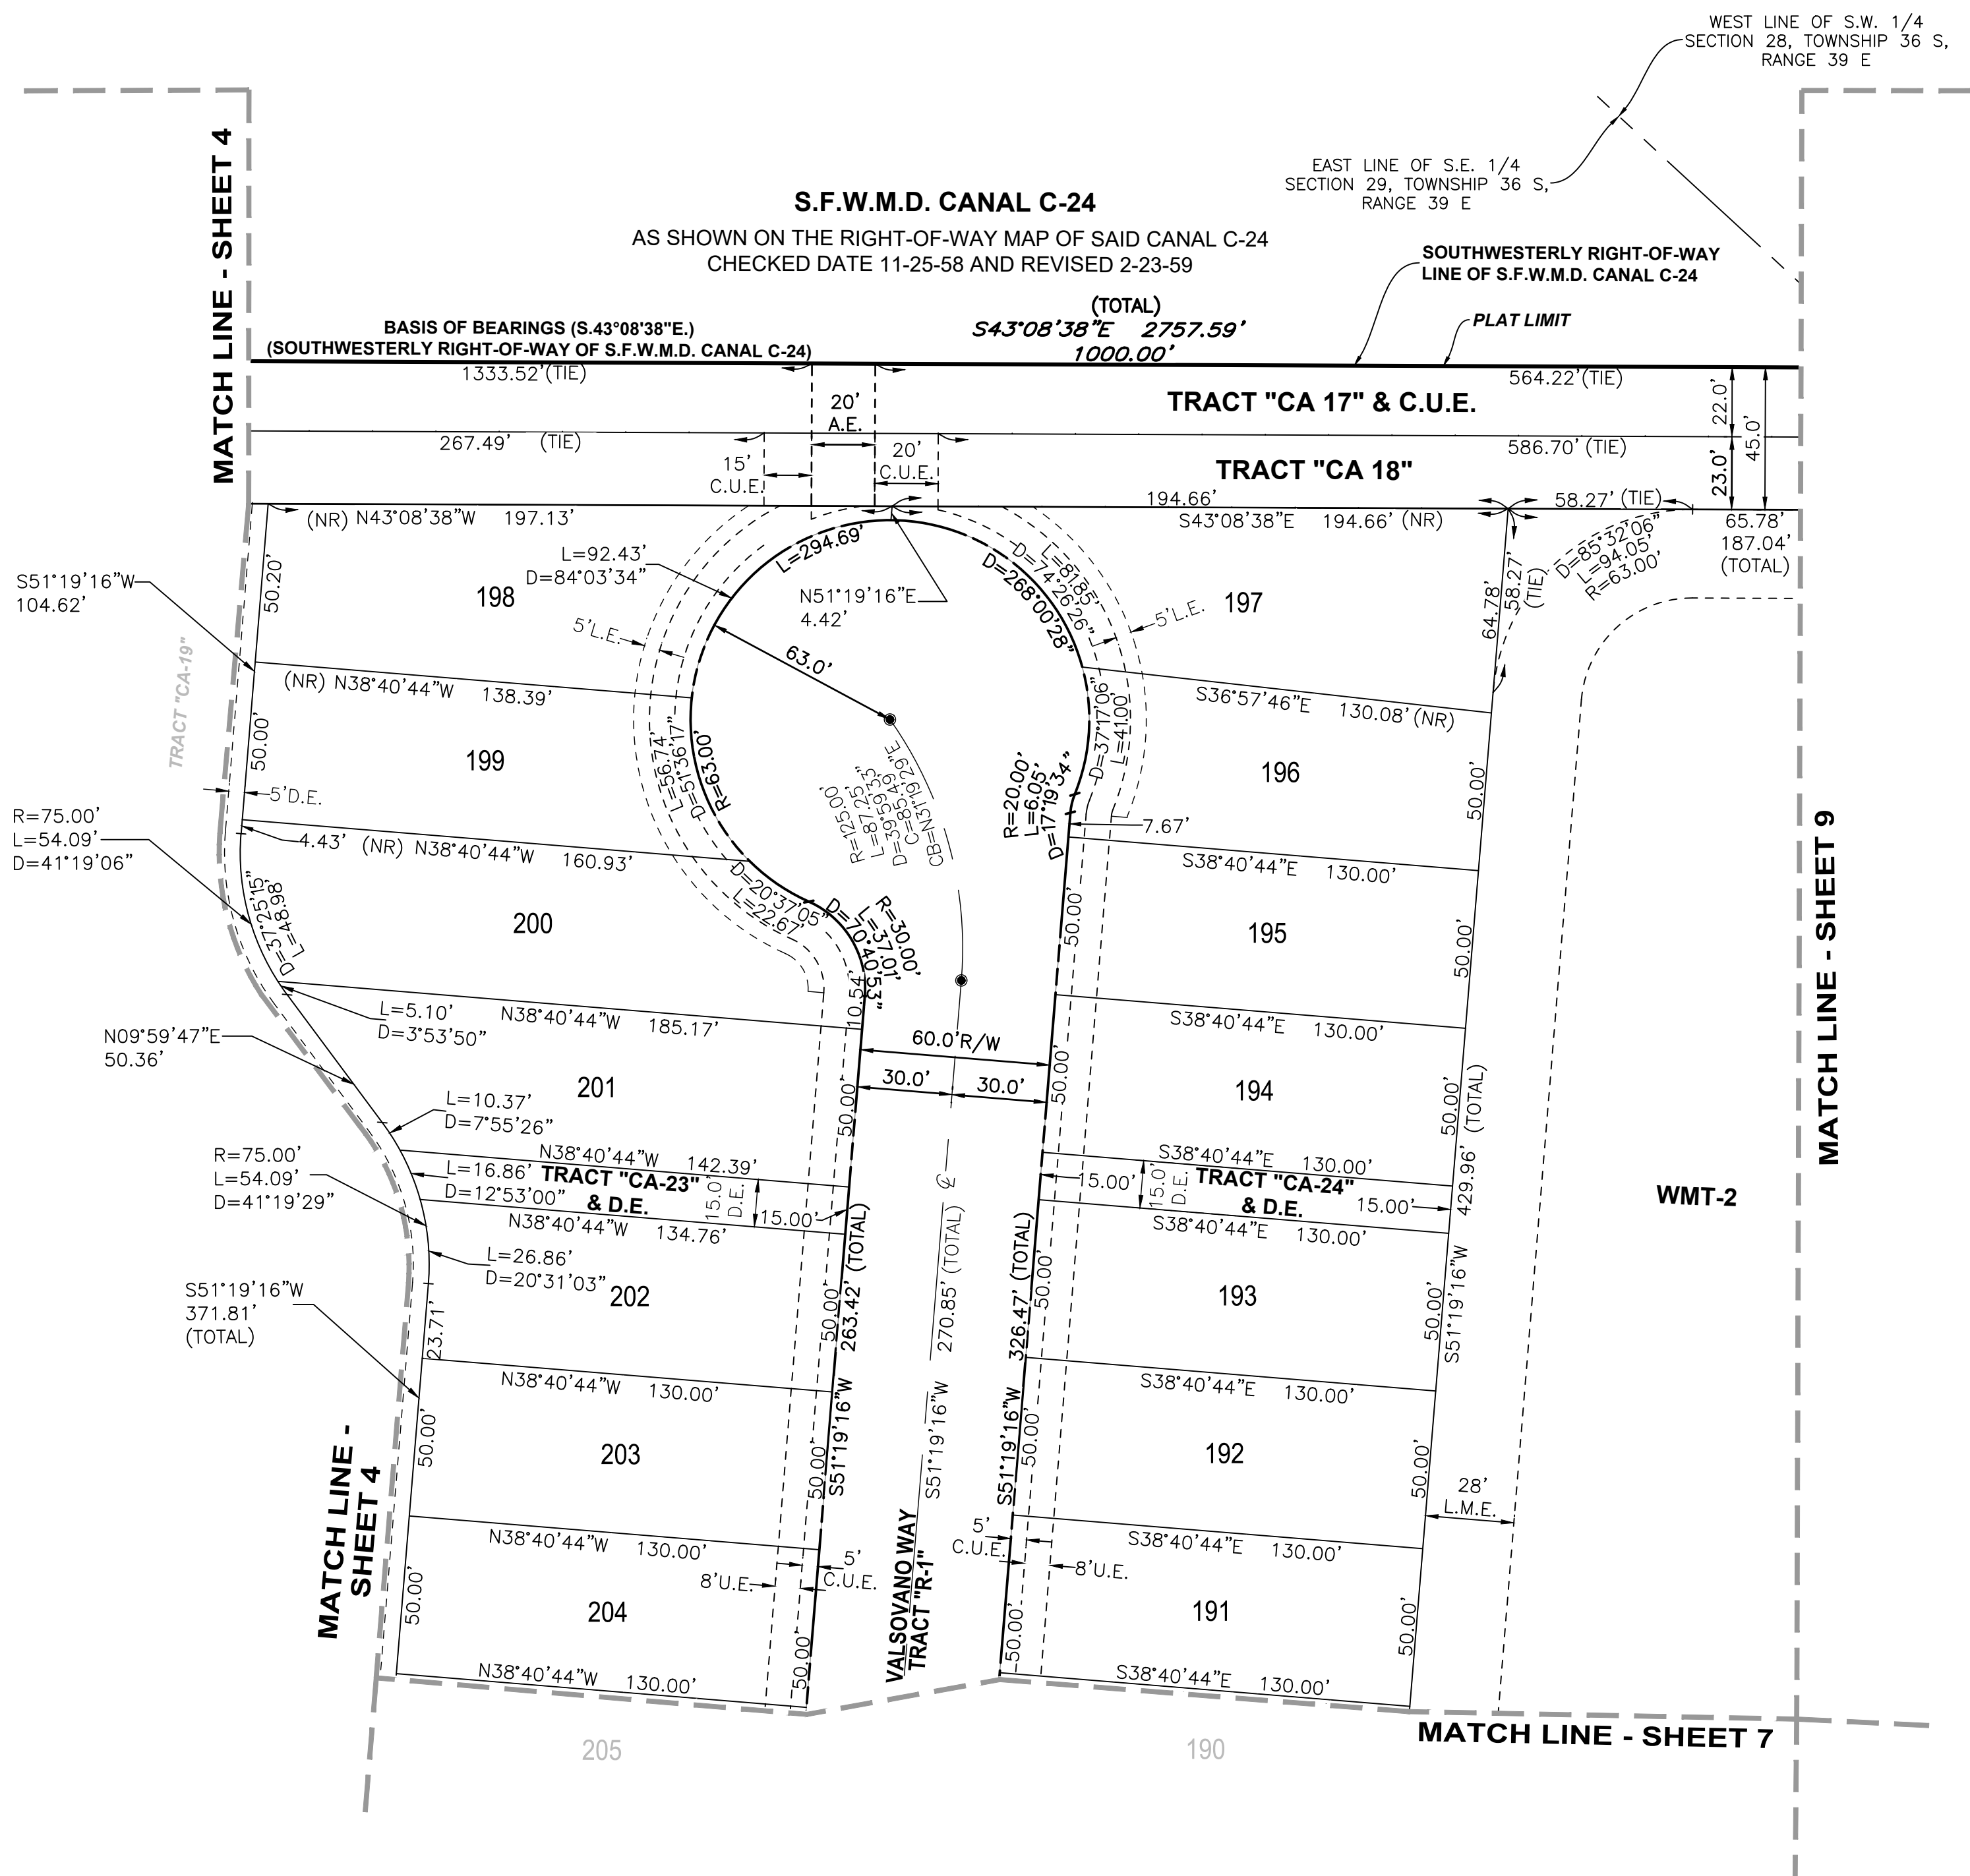 WEST LINE OF S.W. 1/4
SECTION 28, TOWNSHIP 36 S,
RANGE 39 E
EAST LINE OF S.E. 1/4
SECTION 29, TOWNSHIP 36 S,
RANGE 39 E
MATCH LINE - SHEET 4
S.F.W.M.D. CANAL C-24
AS SHOWN ON THE RIGHT-OF-WAY MAP OF SAID CANAL C-24
CHECKED DATE 11-25-58 AND REVISED 2-23-59
SOUTHWESTERLY RIGHT-OF-WAY
LINE OF S.F.W.M.D. CANAL C-24
(TOTAL)
S43°08'38"E 2757.59'
1000.00'
PLAT LIMIT
BASIS OF BEARINGS (S.43°08'38"E.)
(SOUTHWESTERLY RIGHT-OF-WAY OF S.F.W.M.D. CANAL C-24)
1333.52'(TIE)
564.22'(TIE)
20'
A.E.
TRACT "CA 17" & C.U.E.
22.0'
45.0'
267.49' (TIE)
586.70' (TIE)
15'
C.U.E.
20'
C.U.E.
TRACT "CA 18"
23.0'
194.66'
58.27' (TIE)
(NR) N43°08'38"W 197.13'
S43°08'38"E 194.66' (NR)
65.78'
187.04'
(TOTAL)
L=294.69'
L=92.43'
D=84°03'34"
D=268°00'28"
L=81.85'
D=74°26'26"
D=85°32'06"
L=94.05'
R=63.00'
S51°19'16"W
104.62'
50.20'
198
N51°19'16"E
4.42'
197
64.78'
58.27'
(TIE)
5'L.E.
5'L.E.
63.0'
TRACT "CA-19"
(NR) N38°40'44"W 138.39'
S36°57'46"E 130.08' (NR)
50.00'
199
L=56.74'
D=51°36'17"
R=63.00'
R=125.00'
L=87.25'
D=39°59'33"
C=85.49'
CB=N31°19'29"E
R=20.00'
L=6.05'
D=17°19'34"
D=37°17'06"
L=41.00'
196
50.00'
5'D.E.
R=75.00'
L=54.09'
D=41°19'06"
4.43' (NR) N38°40'44"W 160.93'
7.67'
S38°40'44"E 130.00'
D=37°25'15"
L=48.98'
200
D=20°37'05"
L=22.67'
R=30.00'
L=37.01'
D=70°40'53"
50.00'
195
50.00'
MATCH LINE - SHEET 9
L=5.10'
D=3°53'50"
N38°40'44"W 185.17'
10.54'
S38°40'44"E 130.00'
N09°59'47"E
50.36'
60.0'R/W
30.0'
30.0'
201
50.00'
50.00'
194
50.00'
L=10.37'
D=7°55'26"
R=75.00'
L=54.09'
D=41°19'29"
N38°40'44"W 142.39'
S38°40'44"E 130.00'
L=16.86'
D=12°53'00"
TRACT "CA-23"
& D.E.
15.0'
D.E.
15.00'
15.00'
15.0'
D.E.
TRACT "CA-24"
& D.E.
15.00'
S51°19'16"W 429.96' (TOTAL)
WMT-2
N38°40'44"W 134.76'
S38°40'44"E 130.00'
L=26.86'
D=20°31'03"
S51°19'16"W
371.81'
(TOTAL)
202
23.71'
50.00'
S51°19'16"W 263.42' (TOTAL)
S51°19'16"W 270.85' (TOTAL) ℄
S51°19'16"W 326.47' (TOTAL)
50.00'
193
50.00'
N38°40'44"W 130.00'
S38°40'44"E 130.00'
MATCH LINE -
SHEET 4
50.00'
203
50.00'
50.00'
192
50.00'
28'
L.M.E.
N38°40'44"W 130.00'
S38°40'44"E 130.00'
8'U.E.
5'
C.U.E.
5'
C.U.E.
8'U.E.
50.00'
204
50.00'
VALSOVANO WAY
TRACT "R-1"
50.00'
191
50.00'
N38°40'44"W 130.00'
S38°40'44"E 130.00'
205
190
MATCH LINE - SHEET 7